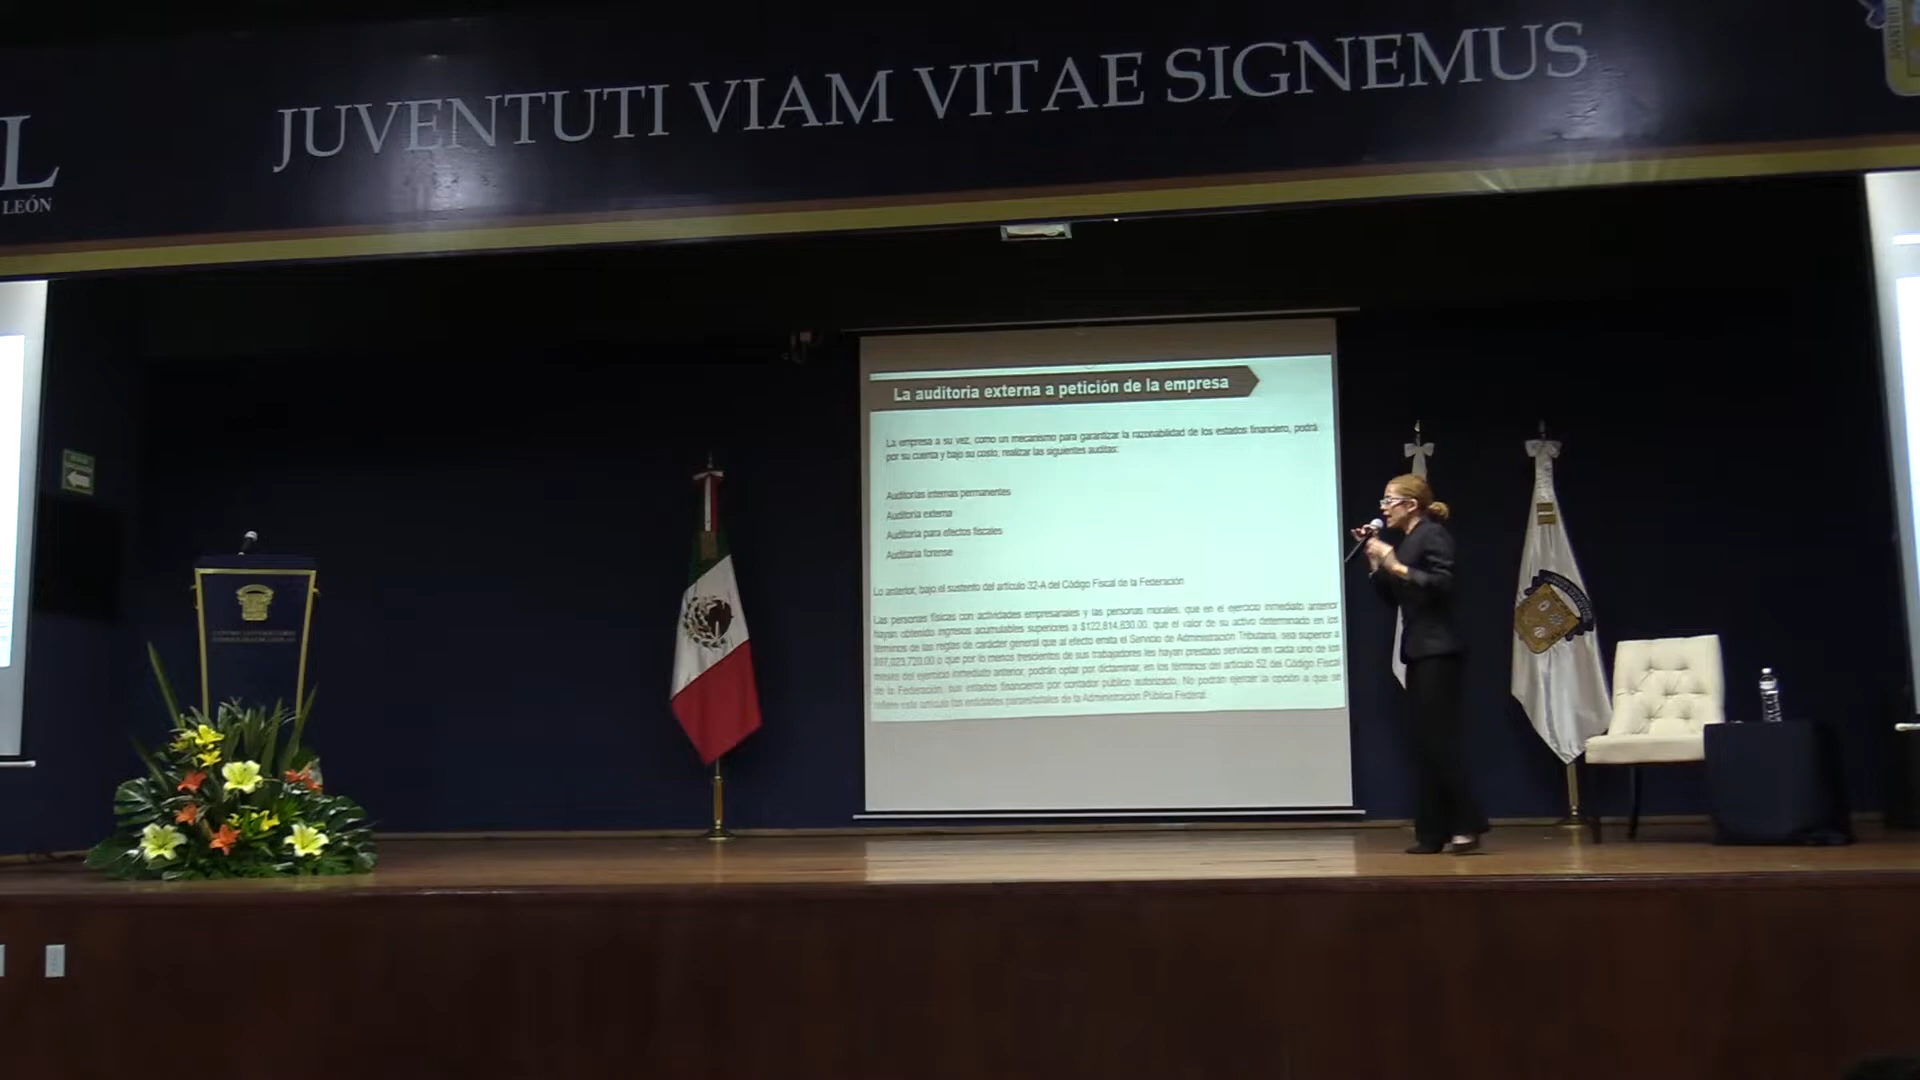 JUVENTUTI VIAM VITAE SIGNEMUS
L
LEÓN
La auditoria externa a petición de la empresa
La empresa a su vez, como un mecanismo para garantizar la razonabilidad de los estados financiero, podrá
por su cuenta y bajo su costo, realizar las siguientes auditas:
Auditorías internas permanentes
Auditoria externa
Auditoria para efectos fiscales
Auditaria forense
Lo anterior, bajo el sustento del artículo 32-A del Código Fiscal de la Federación
Las personas físicas con actividades empresariales y las personas morales, que en el ejercicio inmediato anterior
hayan obtenido ingresos acumulables superiores a $122,814,830.00, que el valor de su activo determinado en los
términos de las reglas de carácter general que al efecto emita el Servicio de Administración Tributaria, sea superior a
$97,023,720.00 o que por lo menos trescientos de sus trabajadores les hayan prestado servicios en cada uno de los
meses del ejercicio inmediato anterior, podrán optar por dictaminar, en los términos del artículo 52 del Código Fiscal
de la Federación, sus estados financieros por contador público autorizado. No podrán ejercer la opción a que se
refiere este artículo las entidades paraestatales de la Administración Pública Federal.